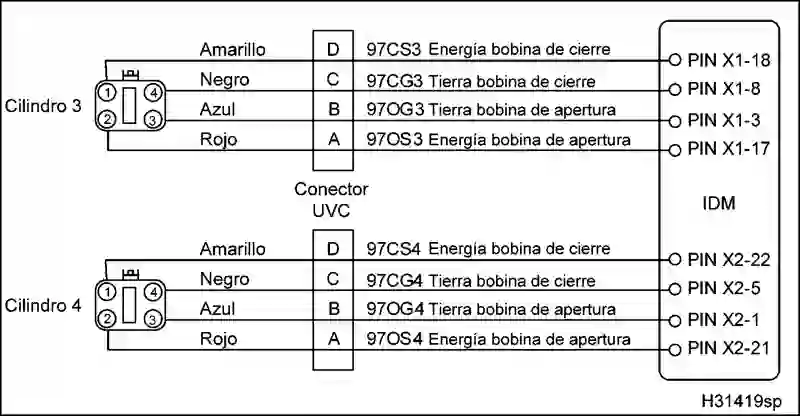 Amarillo D 97CS3 Energía bobina de cierre PIN X1-18
Negro C 97CG3 Tierra bobina de cierre PIN X1-8
1 4
Cilindro 3
Azul B 97OG3 Tierra bobina de apertura PIN X1-3
2 3
Rojo A 97OS3 Energía bobina de apertura PIN X1-17
Conector
UVC
IDM
Amarillo D 97CS4 Energía bobina de cierre PIN X2-22
Negro C 97CG4 Tierra bobina de cierre PIN X2-5
1 4
Cilindro 4
Azul B 97OG4 Tierra bobina de apertura PIN X2-1
2 3
Rojo A 97OS4 Energía bobina de apertura PIN X2-21
H31419sp